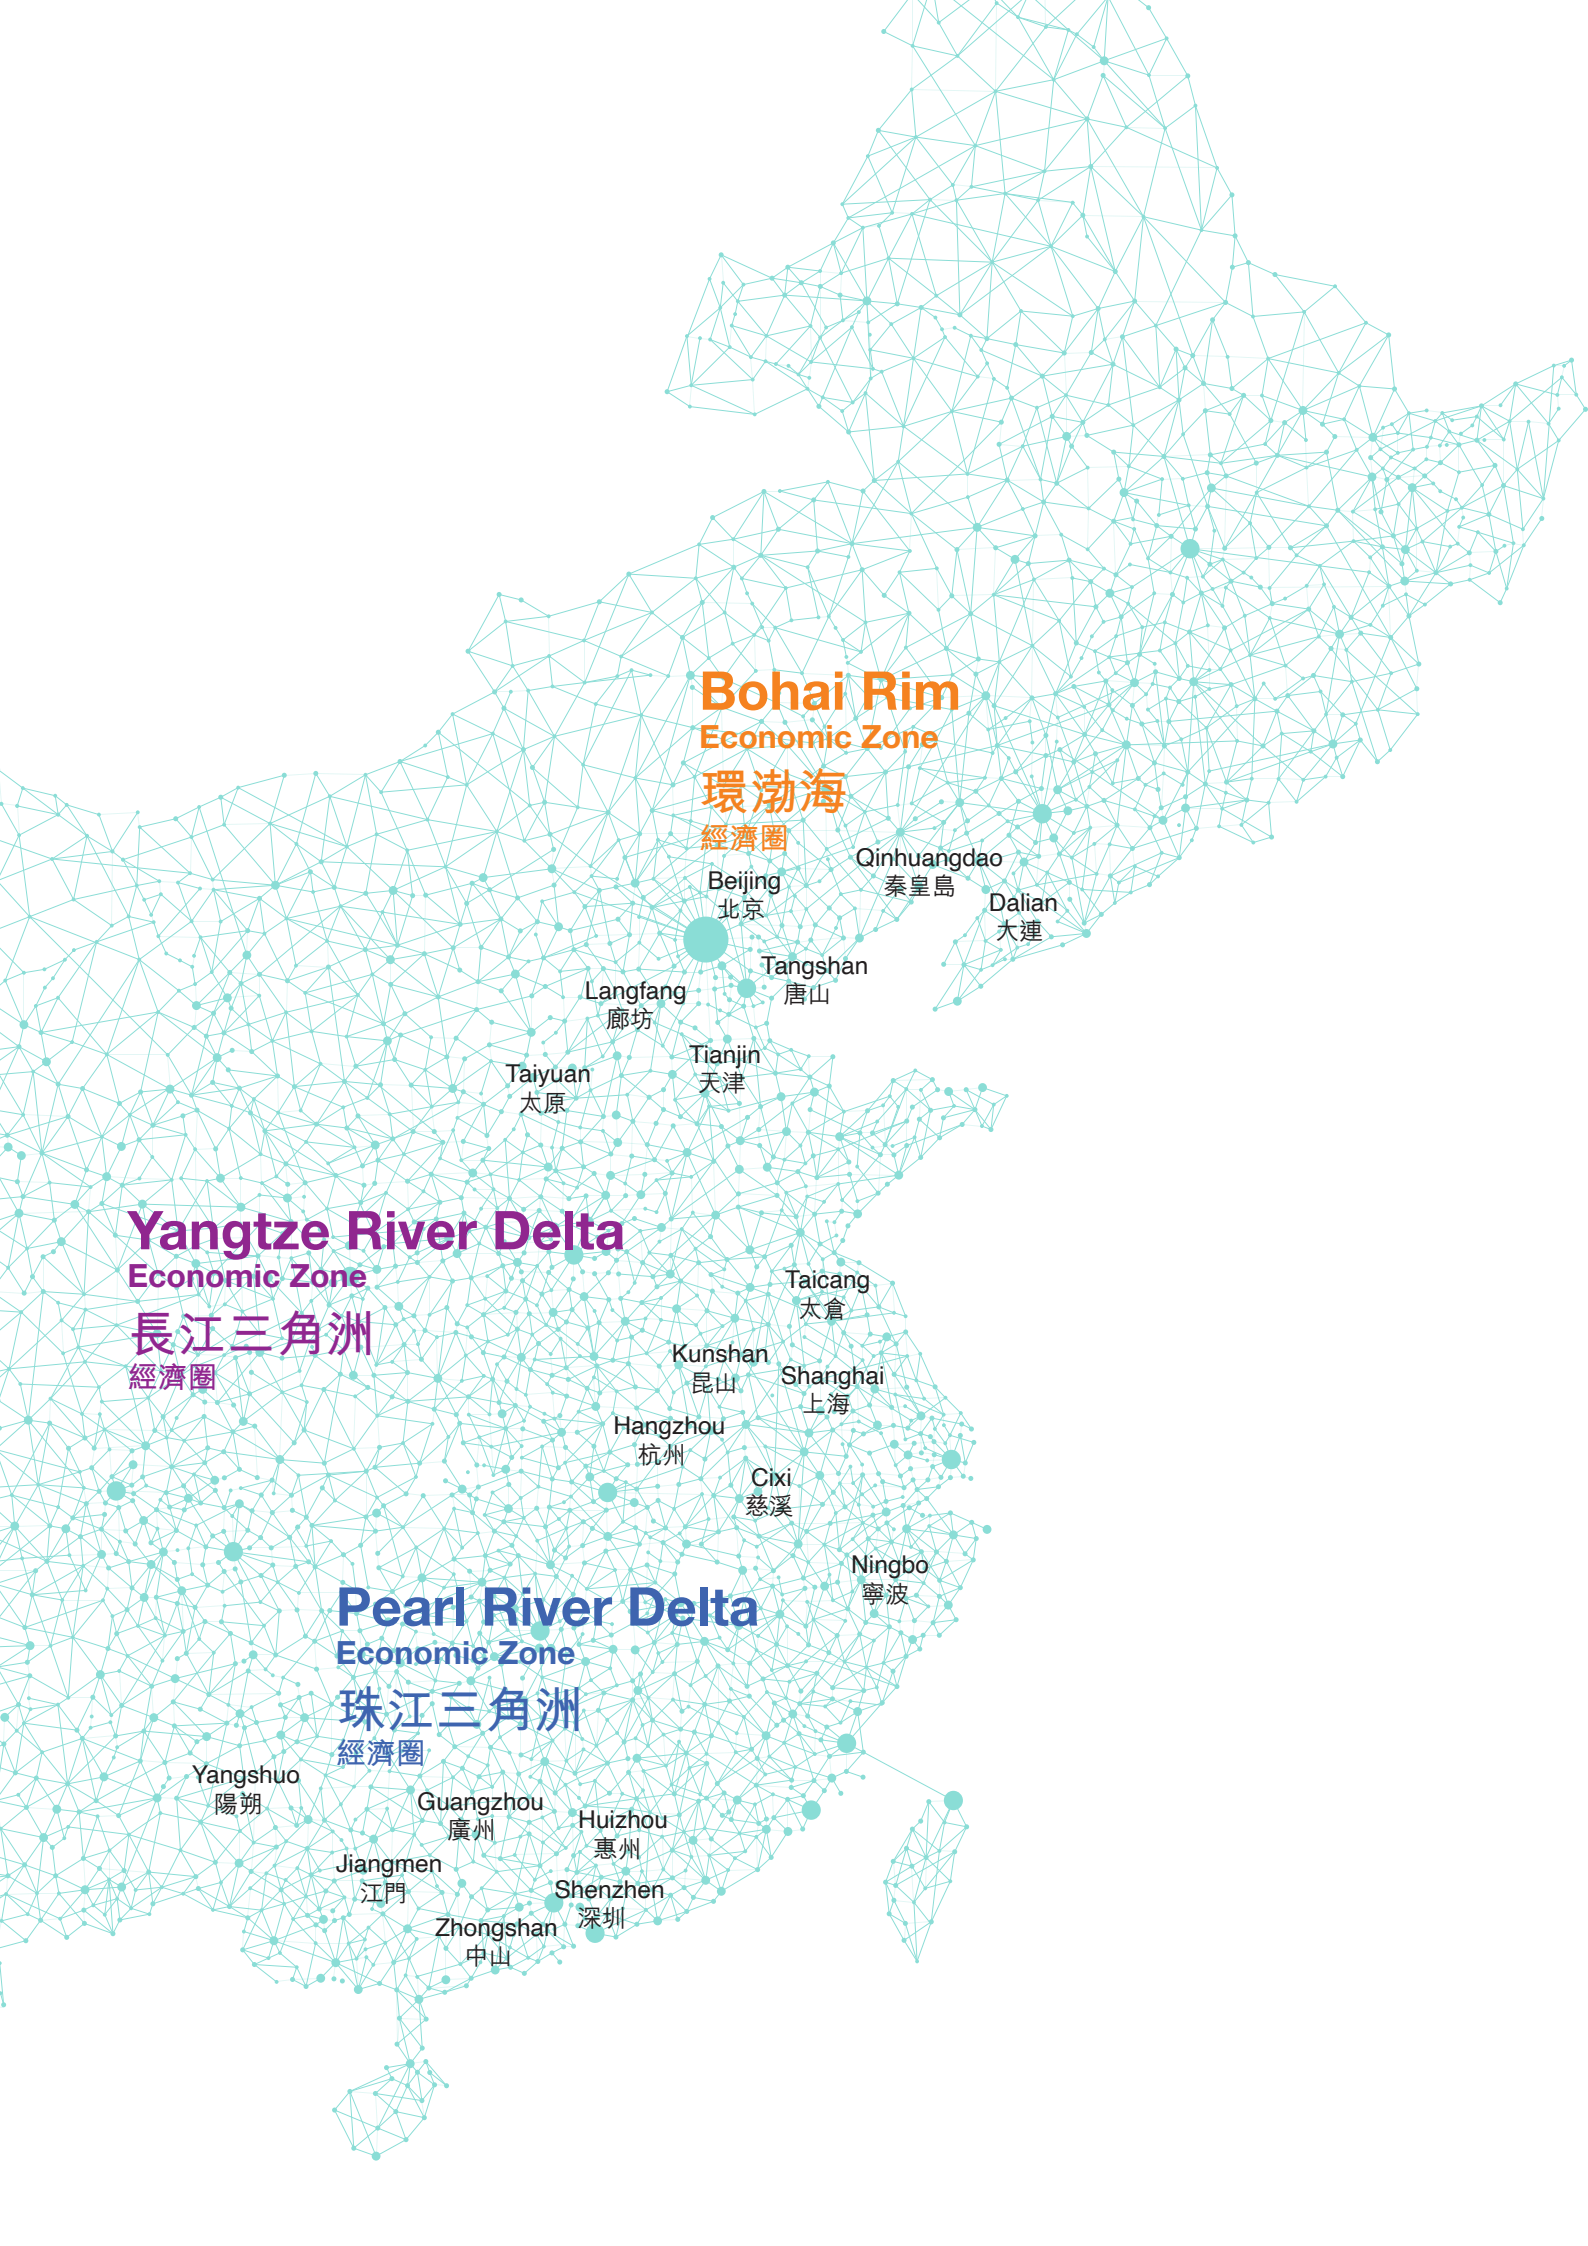 Bohai Rim
Economic Zone
環渤海
經濟圈
Qinhuangdao
秦皇島
Beijing
北京
Dalian
大連
Tangshan
唐山
Langfang
廊坊
Tianjin
天津
Taiyuan
太原
Yangtze River Delta
Economic Zone
長江三角洲
經濟圈
Taicang
太倉
Kunshan
昆山
Shanghai
上海
Hangzhou
杭州
Cixi
慈溪
Ningbo
寧波
Pearl River Delta
Economic Zone
珠江三角洲
經濟圈
Yangshuo
陽朔
Guangzhou
廣州
Huizhou
惠州
Jiangmen
江門
Shenzhen
深圳
Zhongshan
中山